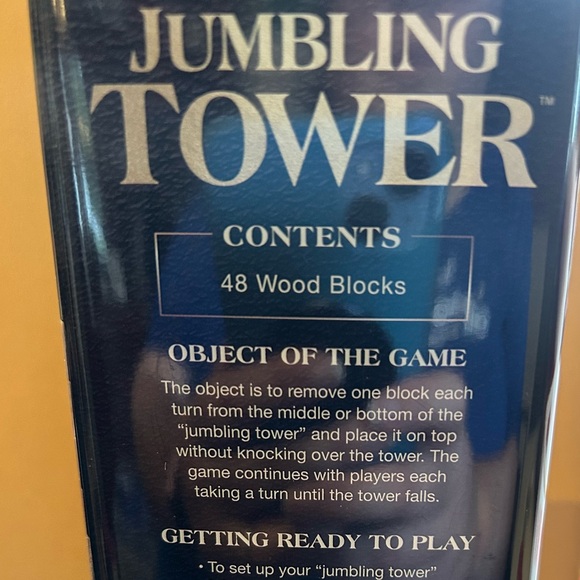 JUMBLING
TOWER™
CONTENTS
48 Wood Blocks
OBJECT OF THE GAME
The object is to remove one block each
turn from the middle or bottom of the
“jumbling tower” and place it on top
without knocking over the tower. The
game continues with players each
taking a turn until the tower falls.
GETTING READY TO PLAY
• To set up your “jumbling tower”